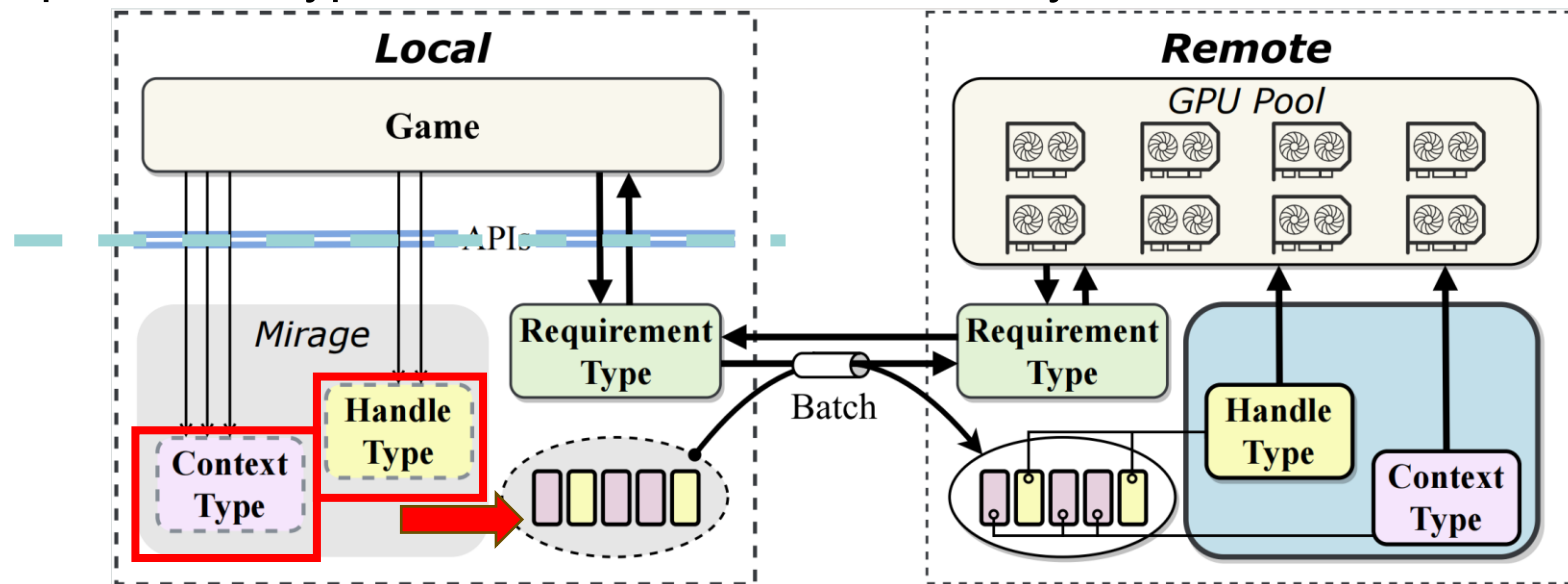 Local
Remote
Game
GPU Pool
APIs
Mirage
Requirement
Type
Requirement
Type
Handle
Type
Batch
Handle
Type
Context
Type
Context
Type